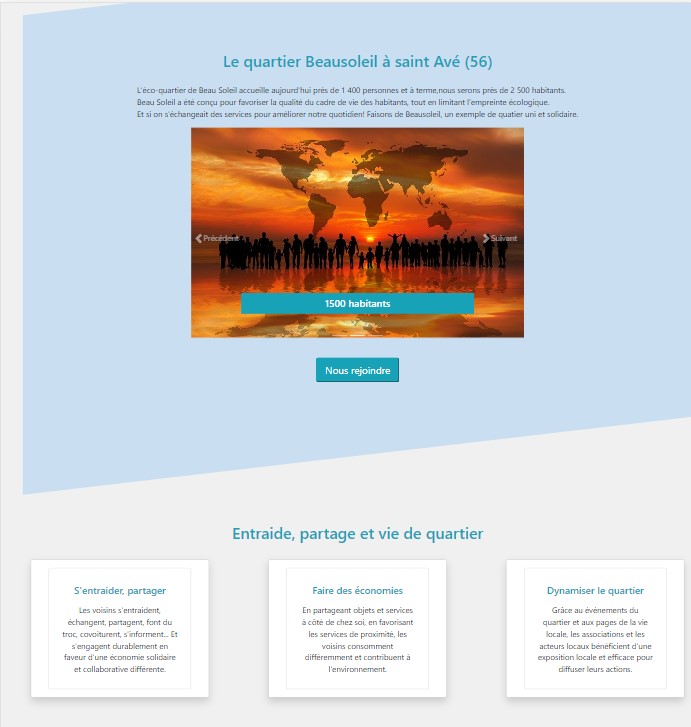 Le quartier Beausoleil à saint Avé (56)
L'éco-quartier de Beau Soleil accueille aujourd'hui près de 1 400 personnes et à terme,nous serons près de 2 500 habitants.
Beau Soleil a été conçu pour favoriser la qualité du cadre de vie des habitants, tout en limitant l'empreinte écologique.
Et si on s'échangeait des services pour améliorer notre quotidien! Faisons de Beausoleil, un exemple de quatier uni et solidaire.
Précédent
Suivant
1500 habitants
Nous rejoindre
Entraide, partage et vie de quartier
S'entraider, partager
Les voisins s'entraident,
échangent, partagent, font du
troc, covoiturent, s'informent... Et
s'engagent durablement en
faveur d'une économie solidaire
et collaborative différente.
Faire des économies
En partageant objets et services
à côté de chez soi, en favorisant
les services de proximité, les
voisins consomment
différemment et contribuent à
l'environnement.
Dynamiser le quartier
Grâce au événements du
quartier et aux pages de la vie
locale, les associations et les
acteurs locaux bénéficient d'une
exposition locale et efficace pour
diffuser leurs actions.